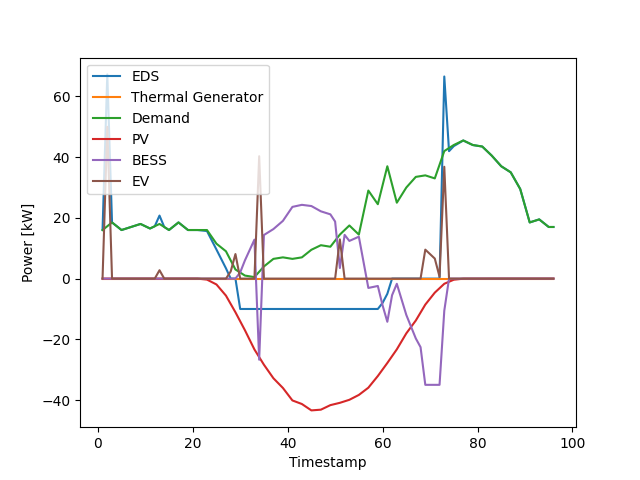 EDS
Thermal Generator
Demand
PV
BESS
EV
60
40
20
0
−20
−40
Power [kW]
0 20 40 60 80 100
Timestamp